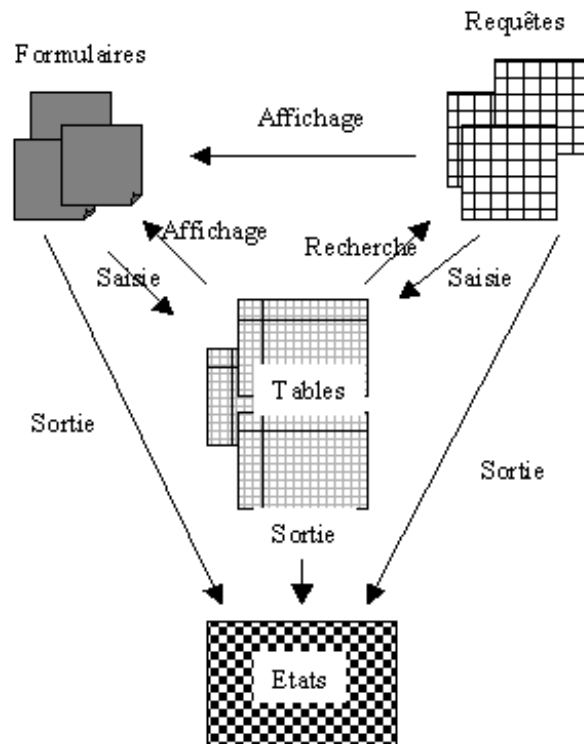 Requêtes
Formulaires
Affichage
Affichage
Recherche
Saisie
Saisie
Tables
Sortie
Sortie
Sortie
Etats